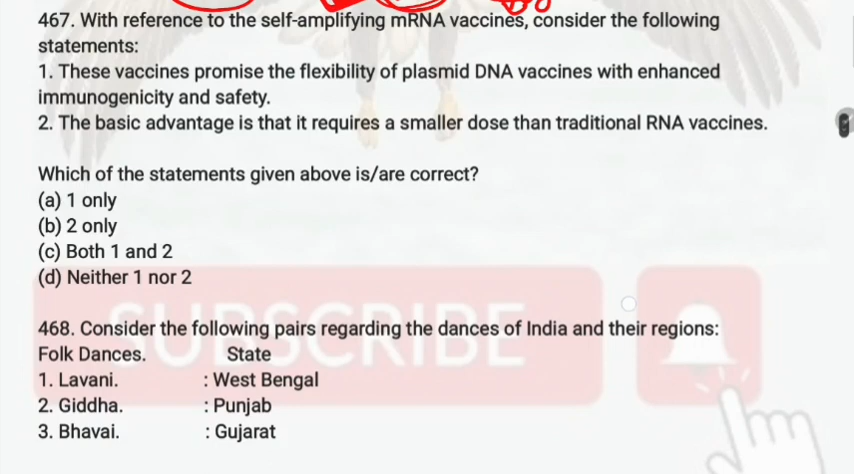 467. With reference to the self-amplifying mRNA vaccines, consider the following
statements:
1. These vaccines promise the flexibility of plasmid DNA vaccines with enhanced
immunogenicity and safety.
2. The basic advantage is that it requires a smaller dose than traditional RNA vaccines.
Which of the statements given above is/are correct?
(a) 1 only
(b) 2 only
(c) Both 1 and 2
(d) Neither 1 nor 2
SUBSCRIBE
468. Consider the following pairs regarding the dances of India and their regions:
Folk Dances. State
1. Lavani. : West Bengal
2. Giddha. : Punjab
3. Bhavai. : Gujarat